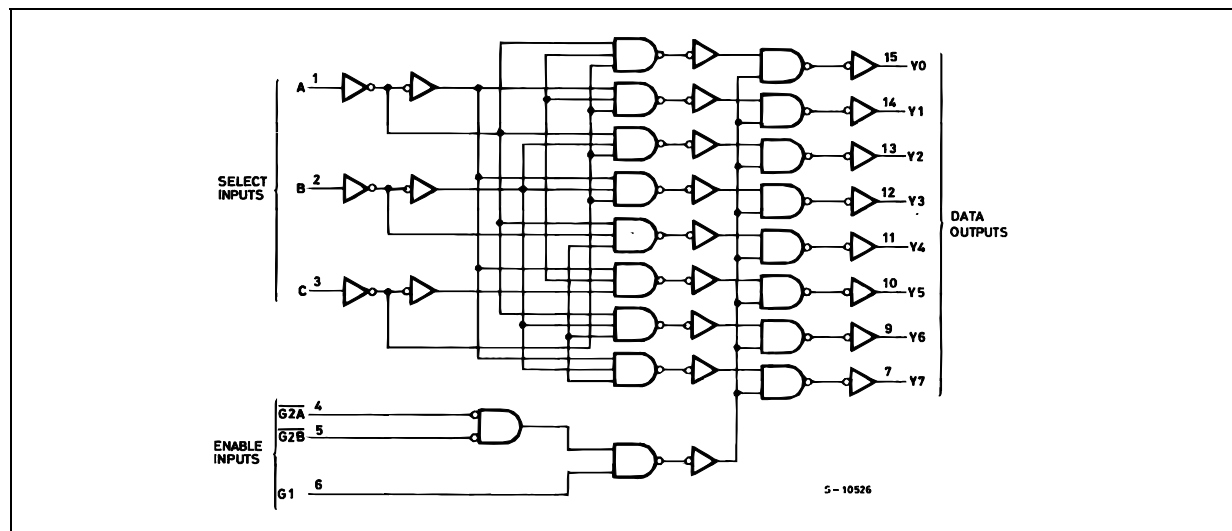 SELECT
INPUTS
A 1
B 2
C 3
ENABLE
INPUTS
G2A 4
G2B 5
G1 6
15 Y0
14 Y1
13 Y2
12 Y3
11 Y4
10 Y5
9 Y6
7 Y7
DATA
OUTPUTS
S-10526